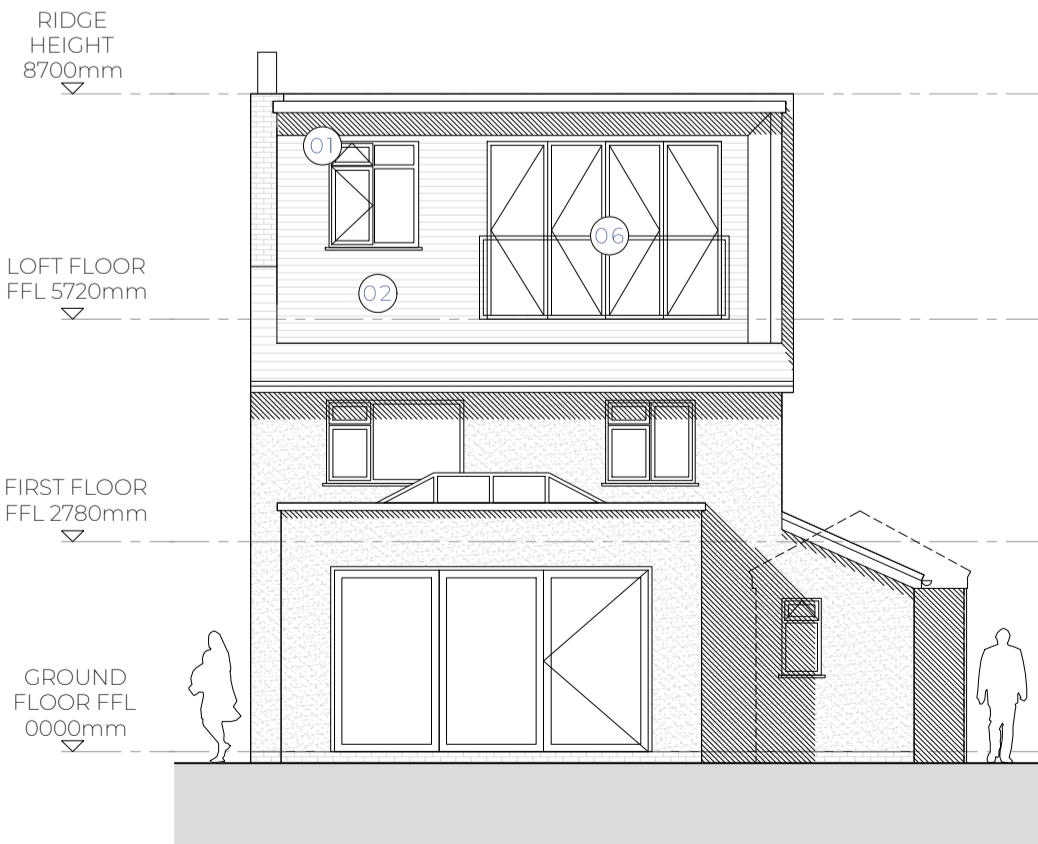 RIDGE
HEIGHT
8700mm
01
06
LOFT FLOOR
FFL 5720mm
02
FIRST FLOOR
FFL 2780mm
GROUND
FLOOR FFL
0000mm